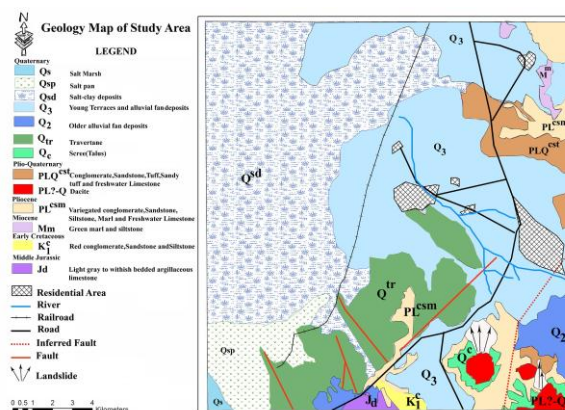 Geology Map of Study Area
LEGEND
Quaternary
Qs Salt Marsh
Qsp Salt pan
Qsd Salt-clay deposits
Q3 Young Terraces and alluvial fan deposits
Q2 Older alluvial fan deposits
Qtr Travertane
Qc Scree(Talus)
Plio-Quaternary
PLQcst Conglomerate,Sandstone,Tuff,Sandy
tuff and freshwater Limestone
PL?-Q Dacite
Pliocene
PLcsm Variegated conglomerate,Sandstone,
Siltstone, Marl and Freshwater Limestone
Miocene
Mm Green marl and siltstone
Early Cretaceous
K1c Red conglomerate,Sandstone and Siltstone
Middle Jurassic
Jd Light gray to withish bedded argillaceous
limestone
Residential Area
River
Railroad
Road
Inferred Fault
Fault
Landslide
0 0.5 1 2 3 4
Kilometers
Q3
Mm
PLcsm
PLQcst
Q3
Qsd
Qtr
PLcsm
Qsp
Qc
Q2
Q3
Qs
Jd
K1c
PL?-Q